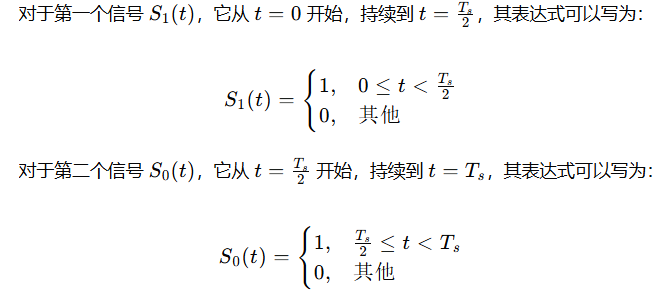 对于第一个信号 $S_1(t)$，它从 $t = 0$ 开始，持续到 $t = \frac{T_s}{2}$，其表达式可以写为：
$$S_1(t) = \begin{cases} 1, & 0 \leq t < \frac{T_s}{2} \\ 0, & \text{其他} \end{cases}$$
对于第二个信号 $S_0(t)$，它从 $t = \frac{T_s}{2}$ 开始，持续到 $t = T_s$，其表达式可以写为：
$$S_0(t) = \begin{cases} 1, & \frac{T_s}{2} \leq t < T_s \\ 0, & \text{其他} \end{cases}$$